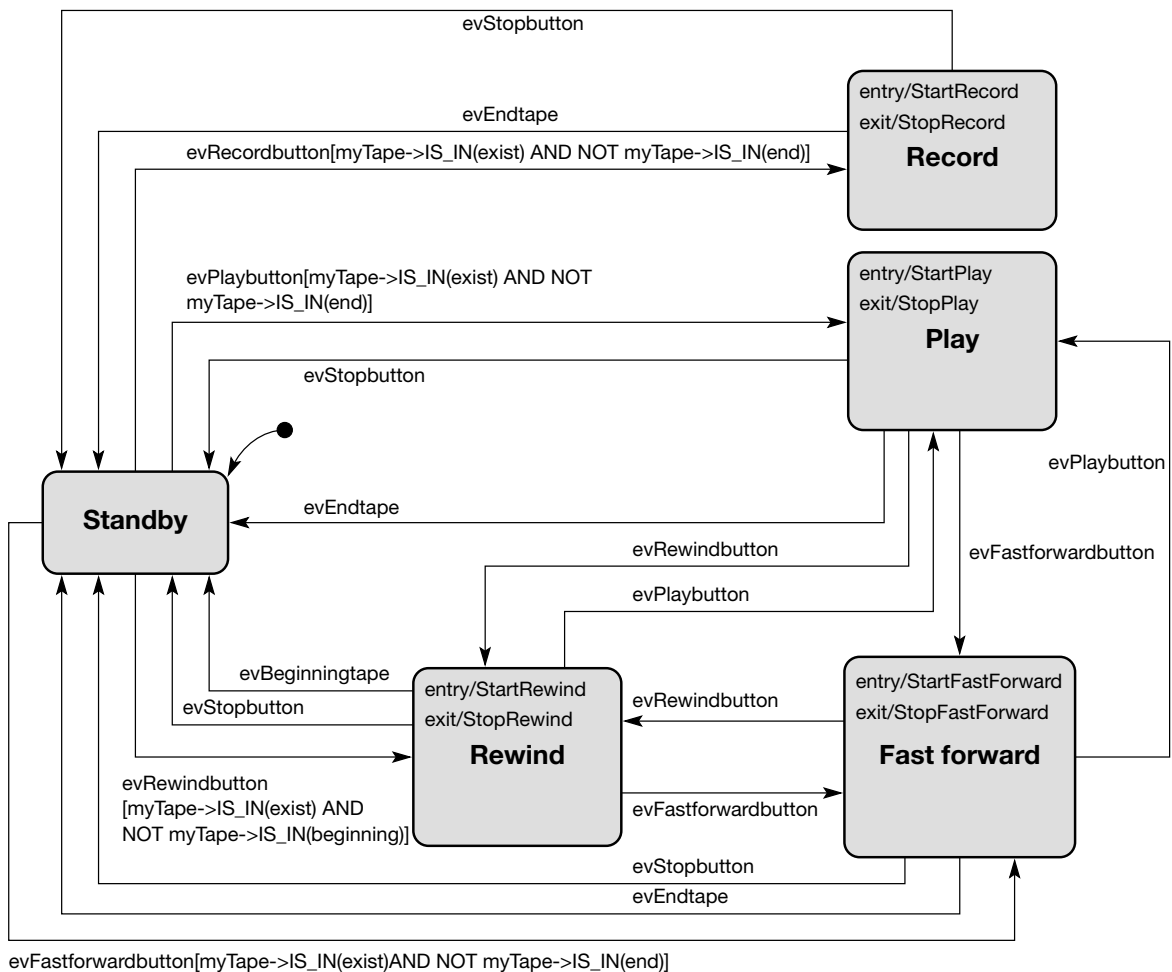 evStopbutton
entry/StartRecord
exit/StopRecord
Record
evEndtape
evRecordbutton[myTape->IS_IN(exist) AND NOT myTape->IS_IN(end)]
evPlaybutton[myTape->IS_IN(exist) AND NOT
myTape->IS_IN(end)]
entry/StartPlay
exit/StopPlay
Play
evStopbutton
evPlaybutton
Standby
evEndtape
evRewindbutton
evFastforwardbutton
evPlaybutton
evBeginningtape
evStopbutton
entry/StartRewind
exit/StopRewind
Rewind
evRewindbutton
entry/StartFastForward
exit/StopFastForward
Fast forward
evRewindbutton
[myTape->IS_IN(exist) AND
NOT myTape->IS_IN(beginning)]
evFastforwardbutton
evStopbutton
evEndtape
evFastforwardbutton[myTape->IS_IN(exist)AND NOT myTape->IS_IN(end)]